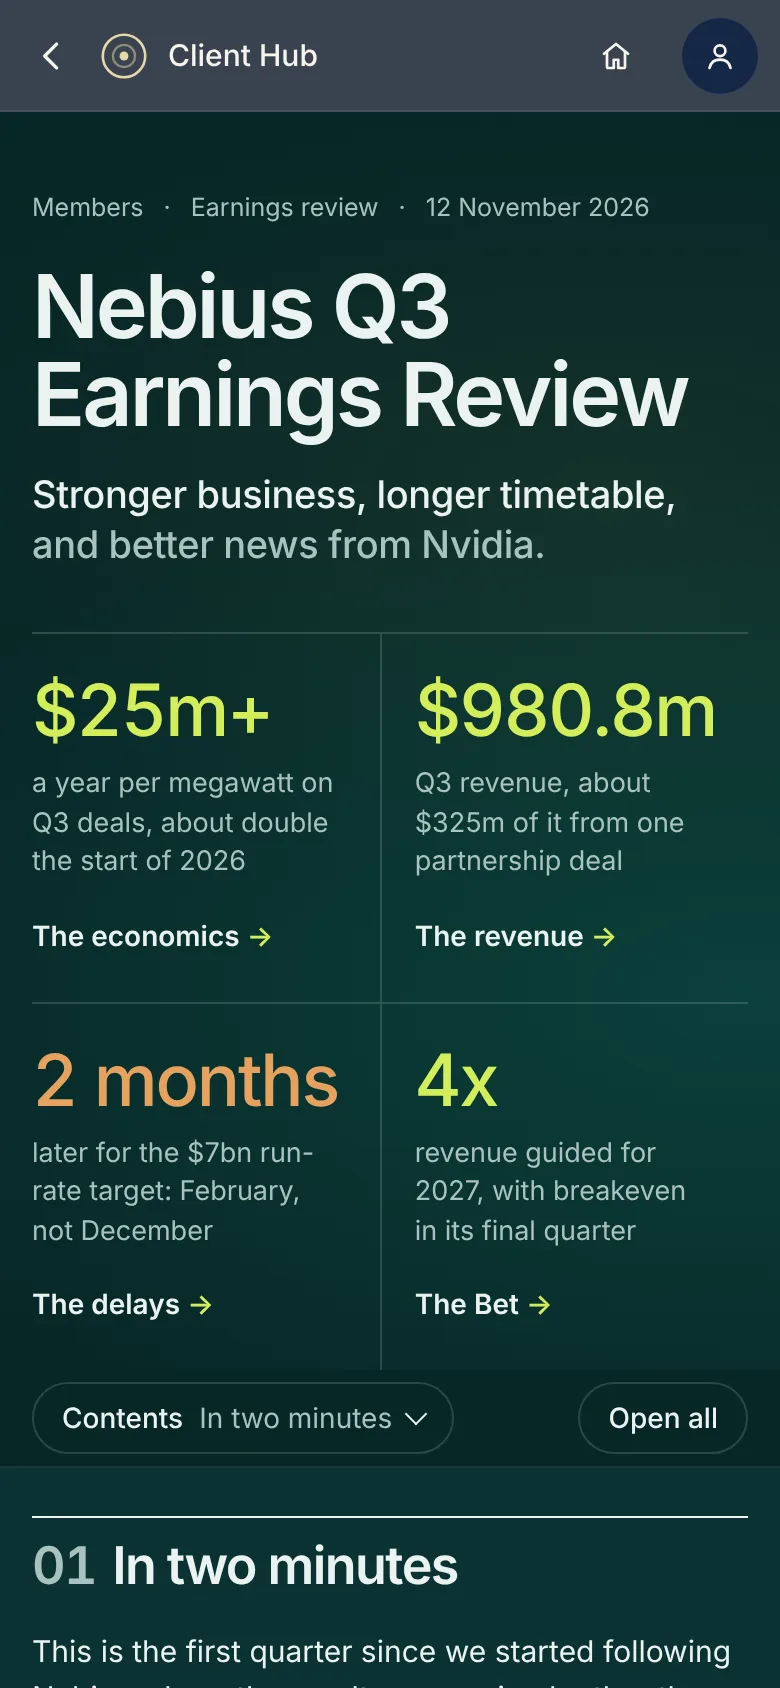 Client Hub
Members · Earnings review · 12 November 2026
Nebius Q3
Earnings Review
Stronger business, longer timetable,
and better news from Nvidia.
$25m+
a year per megawatt on
Q3 deals, about double
the start of 2026
The economics →
$980.8m
Q3 revenue, about
$325m of it from one
partnership deal
The revenue →
2 months
later for the $7bn run-
rate target: February,
not December
The delays →
4x
revenue guided for
2027, with breakeven
in its final quarter
The Bet →
Contents In two minutes
Open all
01 In two minutes
This is the first quarter since we started following